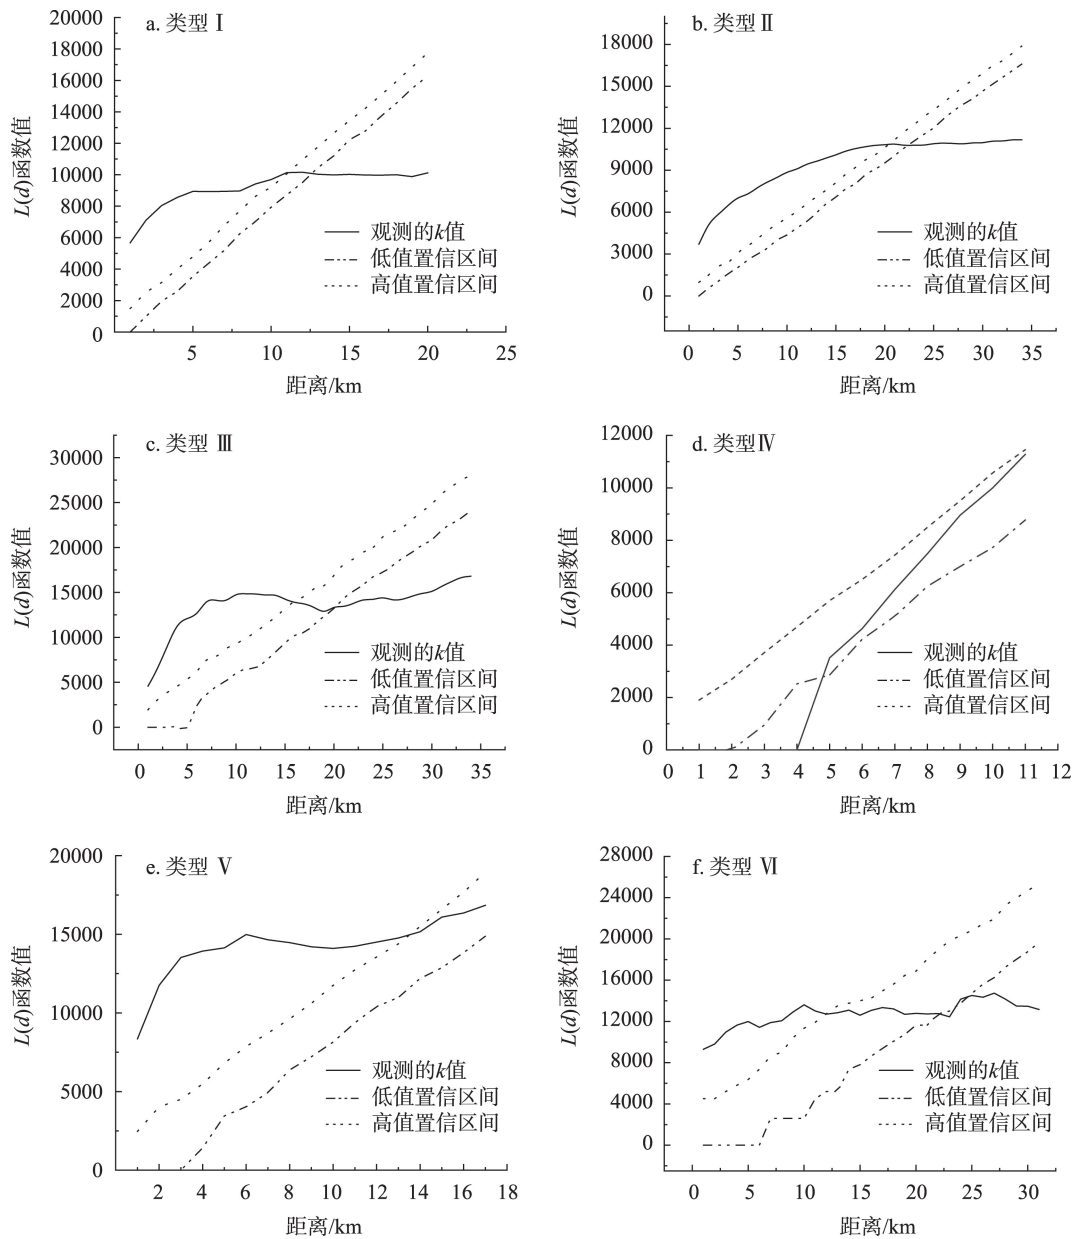 a. 类型 Ⅰ
20000
18000
16000
14000
12000
10000
8000
6000
4000
2000
0
L(d)函数值
观测的k值
低值置信区间
高值置信区间
5 10 15 20 25
距离/km
b. 类型Ⅱ
18000
15000
12000
9000
6000
3000
0
L(d)函数值
观测的k值
低值置信区间
高值置信区间
0 5 10 15 20 25 30 35
距离/km
c. 类型 Ⅲ
30000
25000
20000
15000
10000
5000
0
L(d)函数值
观测的k值
低值置信区间
高值置信区间
0 5 10 15 20 25 30 35
距离/km
d. 类型Ⅳ
12000
10000
8000
6000
4000
2000
0
L(d)函数值
观测的k值
低值置信区间
高值置信区间
0 1 2 3 4 5 6 7 8 9 10 11 12
距离/km
e. 类型 Ⅴ
20000
15000
10000
5000
0
L(d)函数值
观测的k值
低值置信区间
高值置信区间
2 4 6 8 10 12 14 16 18
距离/km
f. 类型 Ⅵ
28000
24000
20000
16000
12000
8000
4000
0
L(d)函数值
观测的k值
低值置信区间
高值置信区间
0 5 10 15 20 25 30
距离/km